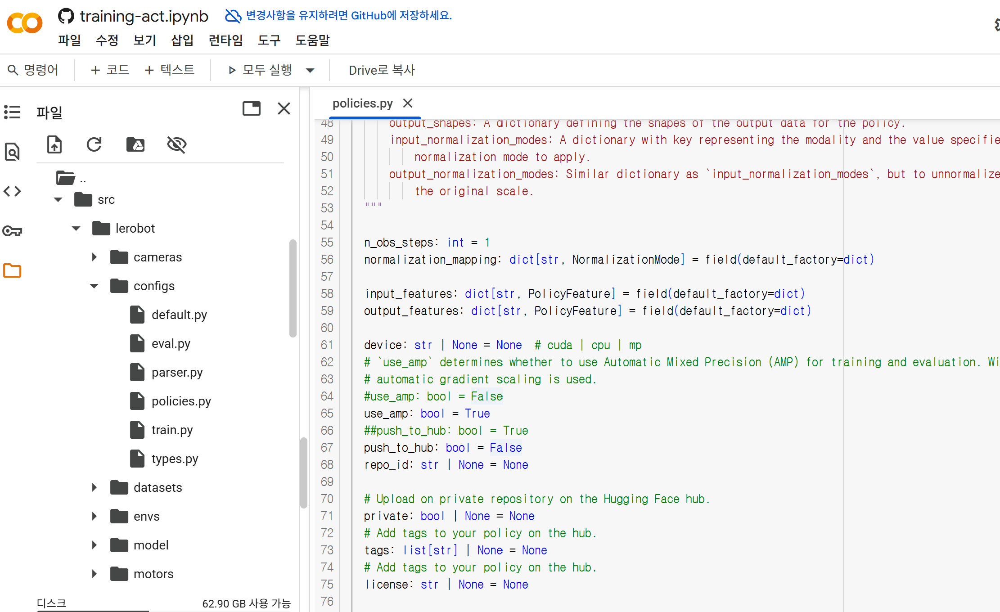 training-act.ipynb
변경사항을 유지하려면 GitHub에 저장하세요.
파일 수정 보기 삽입 런타임 도구 도움말
명령어 + 코드 + 텍스트 모두 실행 Drive로 복사
파일
..
src
lerobot
cameras
configs
default.py
eval.py
parser.py
policies.py
train.py
types.py
datasets
envs
model
motors
디스크 62.90 GB 사용 가능
policies.py
48 output_shapes: A dictionary defining the shapes of the output data for the policy.
49 input_normalization_modes: A dictionary with key representing the modality and the value specifie
50 normalization mode to apply.
51 output_normalization_modes: Similar dictionary as `input_normalization_modes`, but to unnormalize
52 the original scale.
53 """
54
55 n_obs_steps: int = 1
56 normalization_mapping: dict[str, NormalizationMode] = field(default_factory=dict)
57
58 input_features: dict[str, PolicyFeature] = field(default_factory=dict)
59 output_features: dict[str, PolicyFeature] = field(default_factory=dict)
60
61 device: str | None = None  # cuda | cpu | mp
62 # `use_amp` determines whether to use Automatic Mixed Precision (AMP) for training and evaluation. Wi
63 # automatic gradient scaling is used.
64 #use_amp: bool = False
65 use_amp: bool = True
66 ##push_to_hub: bool = True
67 push_to_hub: bool = False
68 repo_id: str | None = None
69
70 # Upload on private repository on the Hugging Face hub.
71 private: bool | None = None
72 # Add tags to your policy on the hub.
73 tags: list[str] | None = None
74 # Add tags to your policy on the hub.
75 license: str | None = None
76